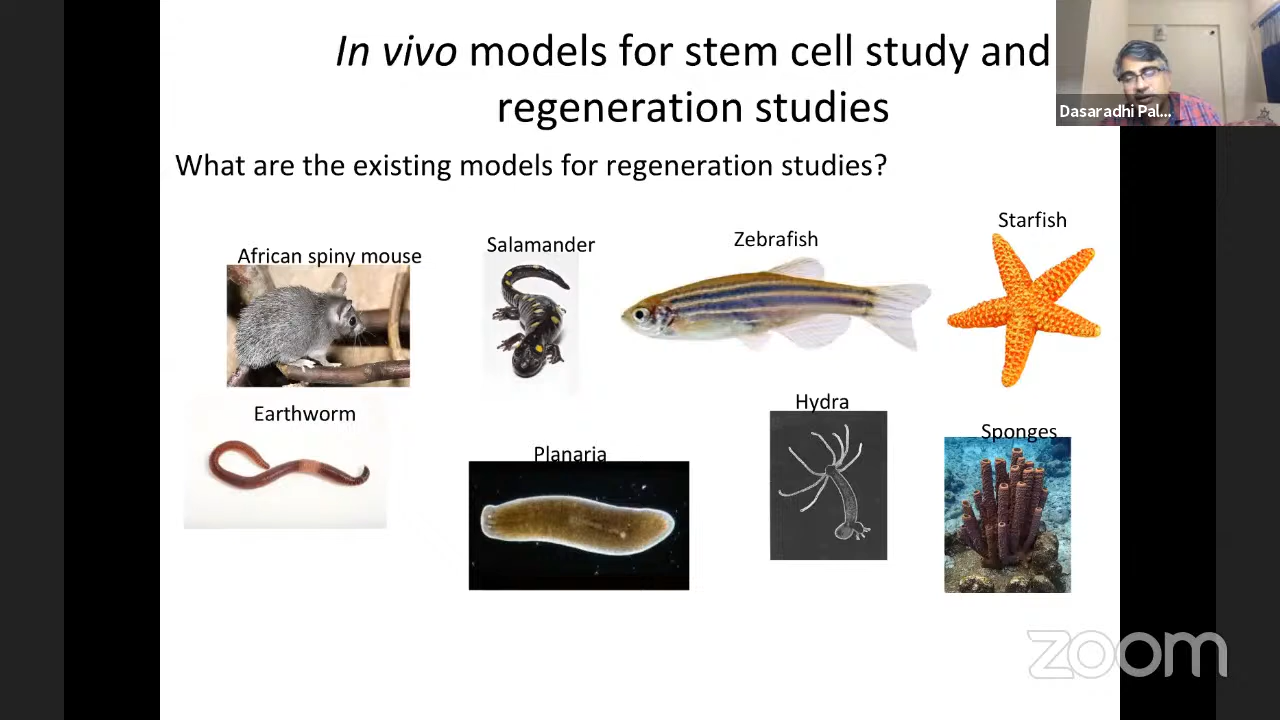 In vivo models for stem cell study and
regeneration studies
Dasaradhi Pal...
What are the existing models for regeneration studies?
African spiny mouse
Salamander
Zebrafish
Starfish
Earthworm
Planaria
Hydra
Sponges
zoom